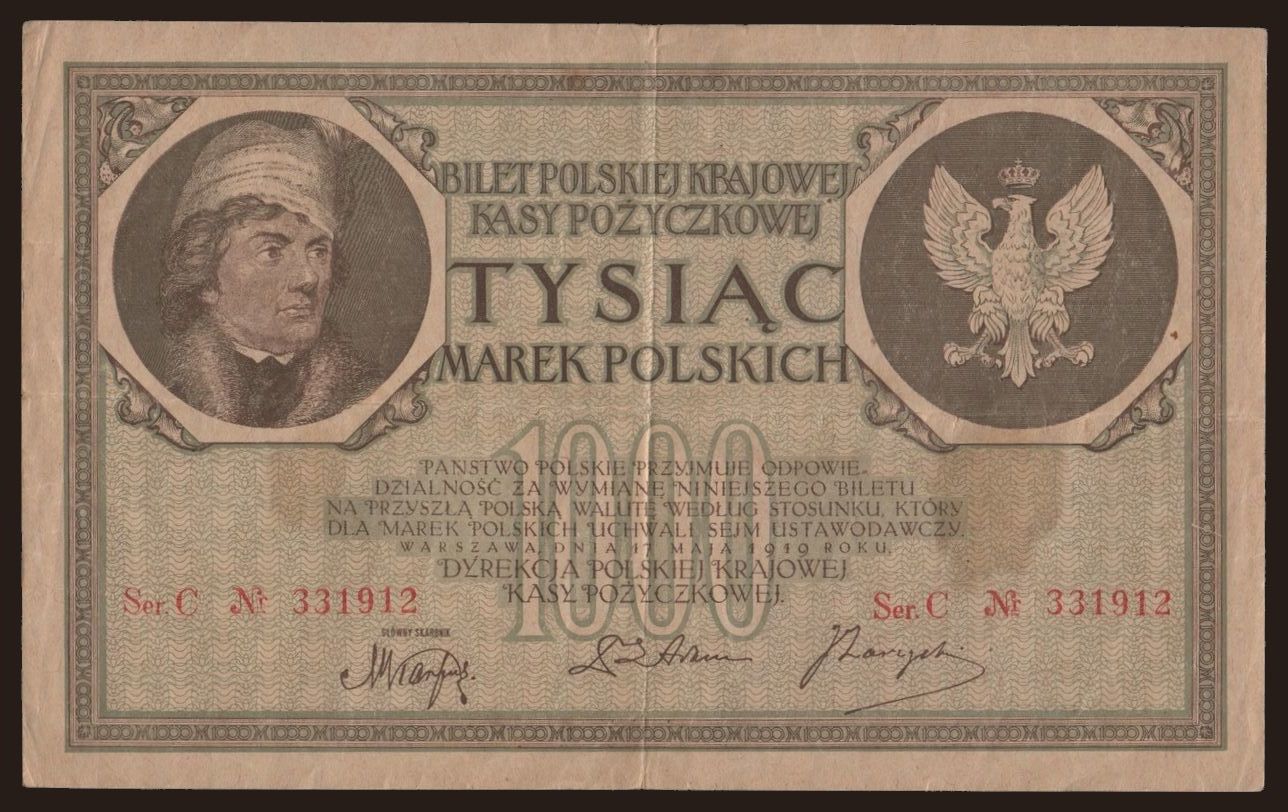 BILET POLSKIEJ KRAJOWEJ
KASY POŻYCZKOWEJ
TYSIĄC
MAREK POLSKICH
1000
PAŃSTWO POLSKIE PRZYJMUJE ODPOWIE-
DZIALNOŚĆ ZA WYMIANĘ NINIEJSZEGO BILETU
NA PRZYSZŁĄ POLSKĄ WALUTĘ WEDŁUG STOSUNKU, KTÓRY
DLA MAREK POLSKICH UCHWALI SEJM USTAWODAWCZY.
WARSZAWA, DNIA 17 MAJA 1919 ROKU.
DYREKCJA POLSKIEJ KRAJOWEJ
KASY POŻYCZKOWEJ.
Ser. C № 331912
Ser. C № 331912
GŁÓWNY SKARBNIK